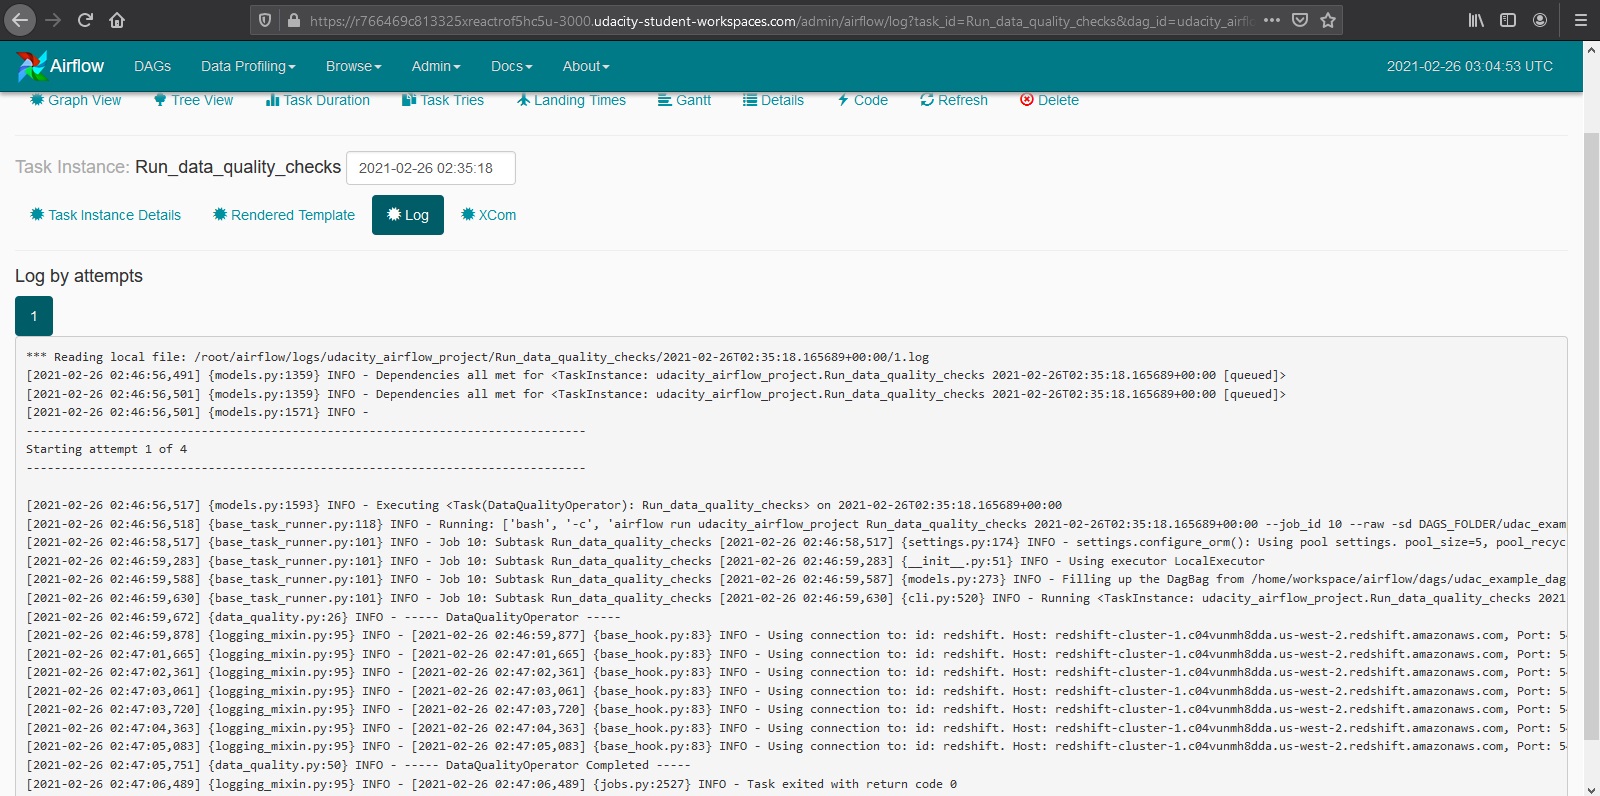 https://r766469c813325xreactrof5hc5u-3000.udacity-student-workspaces.com/admin/airflow/log?task_id=Run_data_quality_checks&dag_id=udacity_airfl
Airflow DAGs Data Profiling Browse Admin Docs About 2021-02-26 03:04:53 UTC
Graph View Tree View Task Duration Task Tries Landing Times Gantt Details Code Refresh Delete
Task Instance: Run_data_quality_checks 2021-02-26 02:35:18
Task Instance Details Rendered Template Log XCom
Log by attempts
1
*** Reading local file: /root/airflow/logs/udacity_airflow_project/Run_data_quality_checks/2021-02-26T02:35:18.165689+00:00/1.log
[2021-02-26 02:46:56,491] {models.py:1359} INFO - Dependencies all met for <TaskInstance: udacity_airflow_project.Run_data_quality_checks 2021-02-26T02:35:18.165689+00:00 [queued]>
[2021-02-26 02:46:56,501] {models.py:1359} INFO - Dependencies all met for <TaskInstance: udacity_airflow_project.Run_data_quality_checks 2021-02-26T02:35:18.165689+00:00 [queued]>
[2021-02-26 02:46:56,501] {models.py:1571} INFO -
--------------------------------------------------------------------------------
Starting attempt 1 of 4
--------------------------------------------------------------------------------
[2021-02-26 02:46:56,517] {models.py:1593} INFO - Executing <Task(DataQualityOperator): Run_data_quality_checks> on 2021-02-26T02:35:18.165689+00:00
[2021-02-26 02:46:56,518] {base_task_runner.py:118} INFO - Running: ['bash', '-c', 'airflow run udacity_airflow_project Run_data_quality_checks 2021-02-26T02:35:18.165689+00:00 --job_id 10 --raw -sd DAGS_FOLDER/udac_exam
[2021-02-26 02:46:58,517] {base_task_runner.py:101} INFO - Job 10: Subtask Run_data_quality_checks [2021-02-26 02:46:58,517] {settings.py:174} INFO - settings.configure_orm(): Using pool settings. pool_size=5, pool_recyc
[2021-02-26 02:46:59,283] {base_task_runner.py:101} INFO - Job 10: Subtask Run_data_quality_checks [2021-02-26 02:46:59,283] {__init__.py:51} INFO - Using executor LocalExecutor
[2021-02-26 02:46:59,588] {base_task_runner.py:101} INFO - Job 10: Subtask Run_data_quality_checks [2021-02-26 02:46:59,587] {models.py:273} INFO - Filling up the DagBag from /home/workspace/airflow/dags/udac_example_dag
[2021-02-26 02:46:59,630] {base_task_runner.py:101} INFO - Job 10: Subtask Run_data_quality_checks [2021-02-26 02:46:59,630] {cli.py:520} INFO - Running <TaskInstance: udacity_airflow_project.Run_data_quality_checks 2021
[2021-02-26 02:46:59,672] {data_quality.py:26} INFO - ----- DataQualityOperator -----
[2021-02-26 02:46:59,878] {logging_mixin.py:95} INFO - [2021-02-26 02:46:59,877] {base_hook.py:83} INFO - Using connection to: id: redshift. Host: redshift-cluster-1.c04vunmh8dda.us-west-2.redshift.amazonaws.com, Port: 5
[2021-02-26 02:47:01,665] {logging_mixin.py:95} INFO - [2021-02-26 02:47:01,665] {base_hook.py:83} INFO - Using connection to: id: redshift. Host: redshift-cluster-1.c04vunmh8dda.us-west-2.redshift.amazonaws.com, Port: 5
[2021-02-26 02:47:02,361] {logging_mixin.py:95} INFO - [2021-02-26 02:47:02,361] {base_hook.py:83} INFO - Using connection to: id: redshift. Host: redshift-cluster-1.c04vunmh8dda.us-west-2.redshift.amazonaws.com, Port: 5
[2021-02-26 02:47:03,061] {logging_mixin.py:95} INFO - [2021-02-26 02:47:03,061] {base_hook.py:83} INFO - Using connection to: id: redshift. Host: redshift-cluster-1.c04vunmh8dda.us-west-2.redshift.amazonaws.com, Port: 5
[2021-02-26 02:47:03,720] {logging_mixin.py:95} INFO - [2021-02-26 02:47:03,720] {base_hook.py:83} INFO - Using connection to: id: redshift. Host: redshift-cluster-1.c04vunmh8dda.us-west-2.redshift.amazonaws.com, Port: 5
[2021-02-26 02:47:04,363] {logging_mixin.py:95} INFO - [2021-02-26 02:47:04,363] {base_hook.py:83} INFO - Using connection to: id: redshift. Host: redshift-cluster-1.c04vunmh8dda.us-west-2.redshift.amazonaws.com, Port: 5
[2021-02-26 02:47:05,083] {logging_mixin.py:95} INFO - [2021-02-26 02:47:05,083] {base_hook.py:83} INFO - Using connection to: id: redshift. Host: redshift-cluster-1.c04vunmh8dda.us-west-2.redshift.amazonaws.com, Port: 5
[2021-02-26 02:47:05,751] {data_quality.py:50} INFO - ----- DataQualityOperator Completed -----
[2021-02-26 02:47:06,489] {logging_mixin.py:95} INFO - [2021-02-26 02:47:06,489] {jobs.py:2527} INFO - Task exited with return code 0